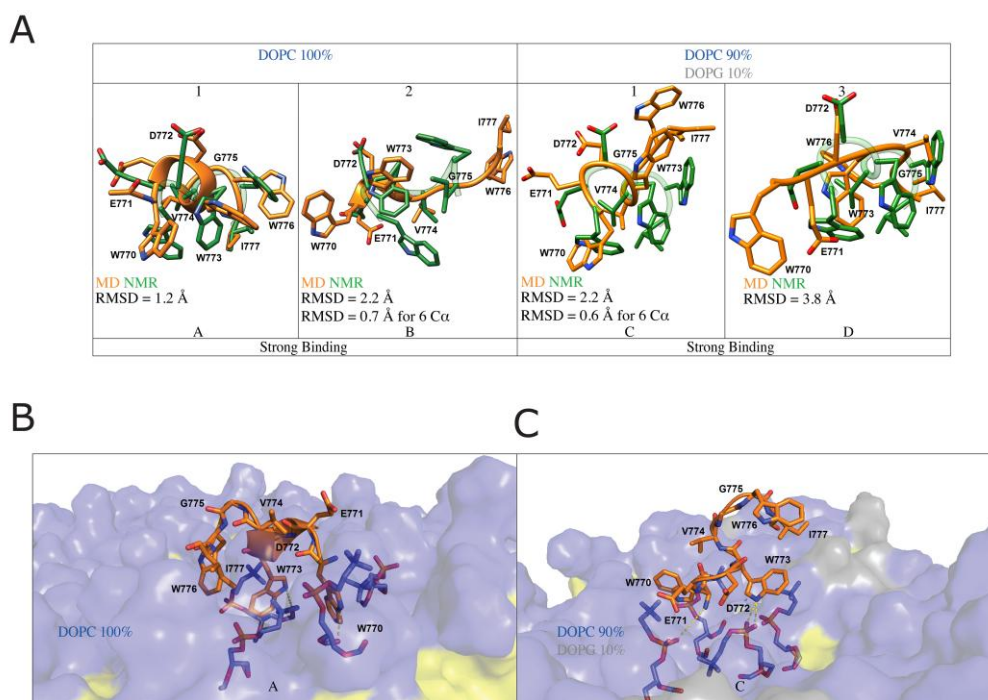 A
DOPC 100%
DOPC 90%
DOPG 10%
1
D772
G775
E771
V774
W776
W770
W773
I777
MD NMR
RMSD = 1.2 Å
A
2
I777
D772
W773
G775
W776
V774
E771
W770
MD NMR
RMSD = 2.2 Å
RMSD = 0.7 Å for 6 Cα
B
1
W776
D772
I777
G775
W773
E771
V774
W770
MD NMR
RMSD = 2.2 Å
RMSD = 0.6 Å for 6 Cα
C
3
D772
W776
V774
G775
I777
W773
E771
W770
MD NMR
RMSD = 3.8 Å
D
Strong Binding
Strong Binding
B
G775
V774
E771
D772
I777
W773
W776
DOPC 100%
W770
A
C
G775
V774
W776
I777
W770
W773
D772
E771
DOPC 90%
DOPG 10%
C